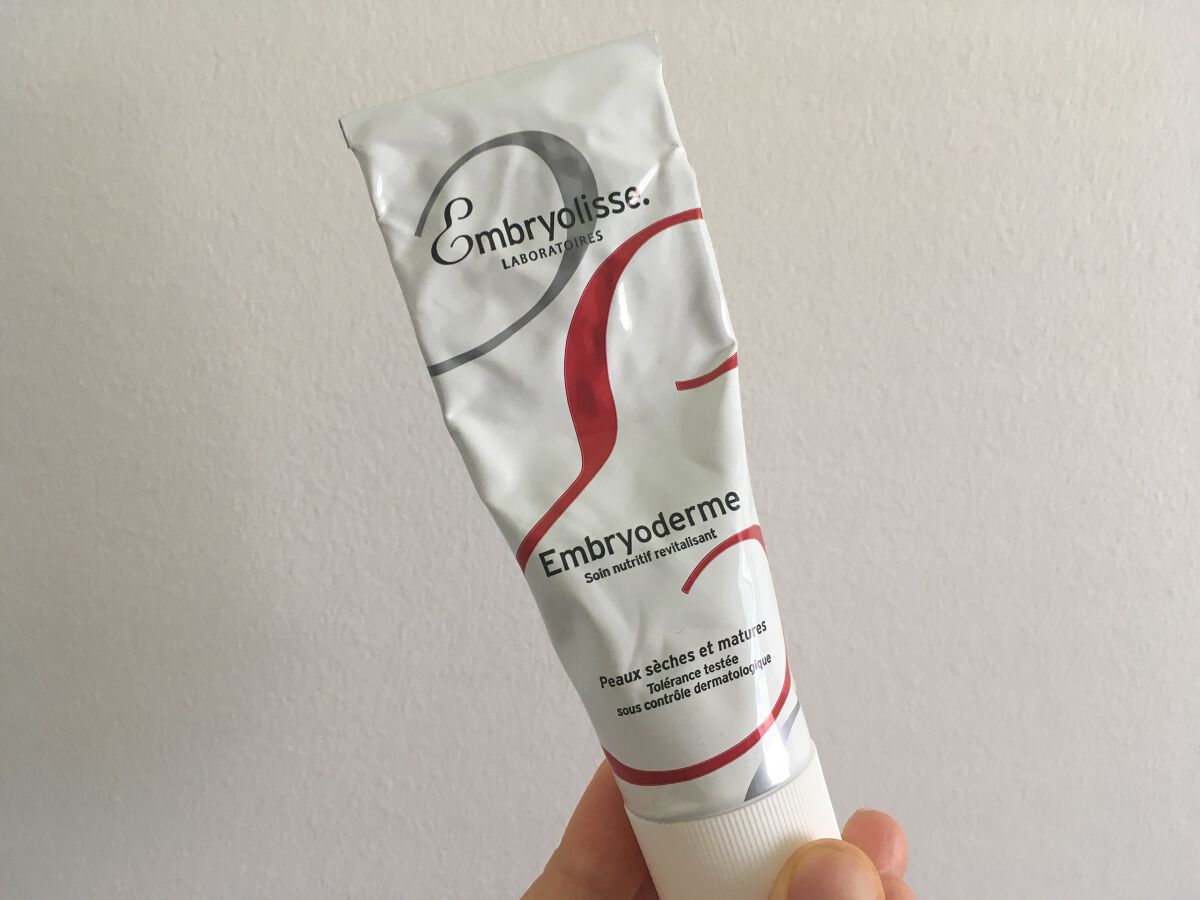 Embryolisse.
LABORATOIRES
Embryoderme
Soin nutritif revitalisant
Peaux sèches et matures
Tolérance testée
sous contrôle dermatologique